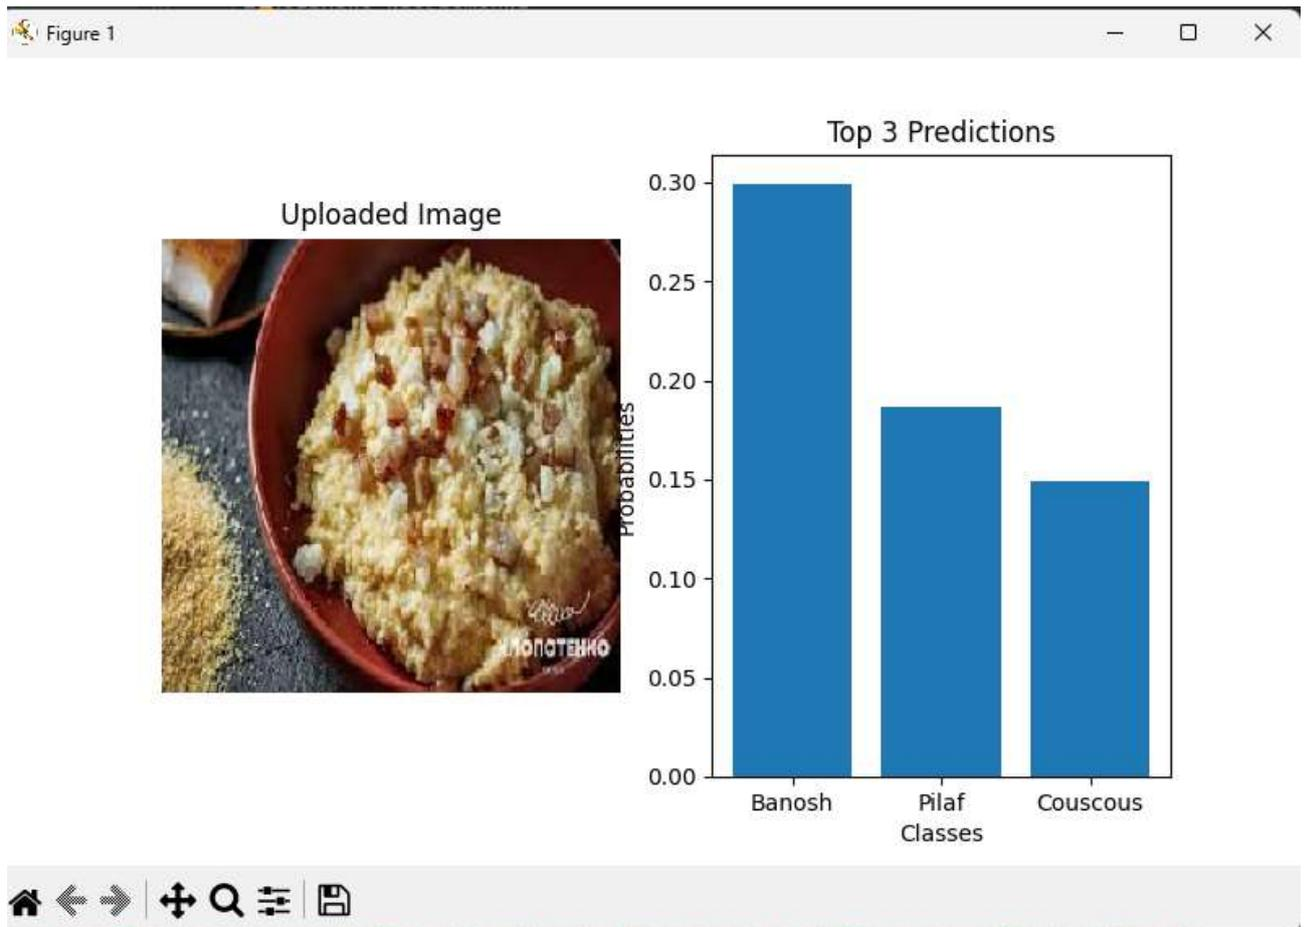 Figure 1
Uploaded Image
КЛОПОТЕНКО
Top 3 Predictions
Probabilities
0.30
0.25
0.20
0.15
0.10
0.05
0.00
Banosh Pilaf Couscous
Classes